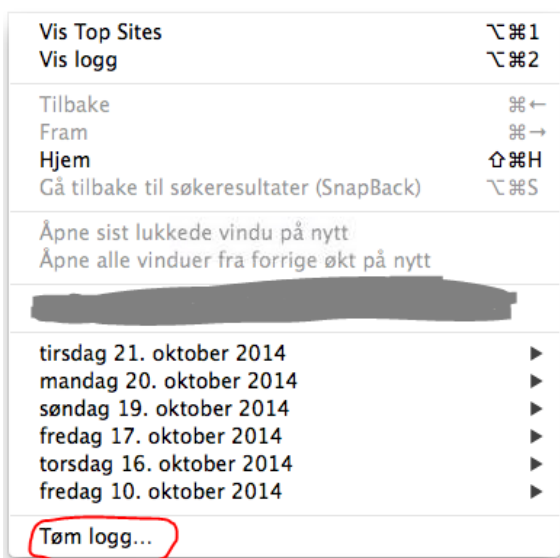 Vis Top Sites ⌥⌘1
Vis logg ⌥⌘2
Tilbake ⌘←
Fram ⌘→
Hjem ⇧⌘H
Gå tilbake til søkeresultater (SnapBack) ⌥⌘S
Åpne sist lukkede vindu på nytt
Åpne alle vinduer fra forrige økt på nytt
tirsdag 21. oktober 2014 ▶
mandag 20. oktober 2014 ▶
søndag 19. oktober 2014 ▶
fredag 17. oktober 2014 ▶
torsdag 16. oktober 2014 ▶
fredag 10. oktober 2014 ▶
Tøm logg...